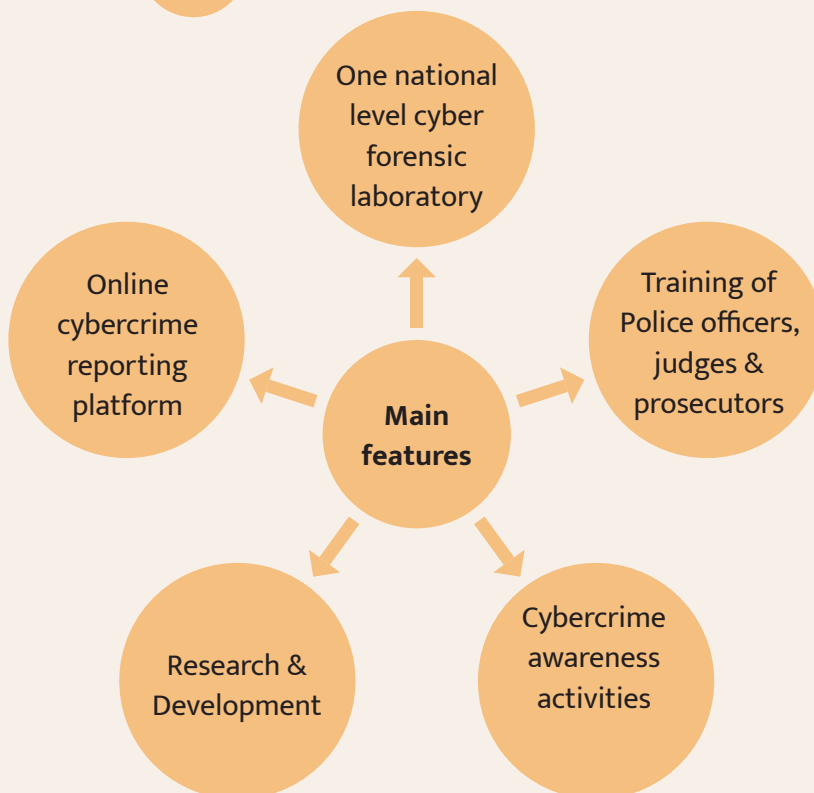 One national
level cyber
forensic
laboratory
Online
cybercrime
reporting
platform
Training of
Police officers,
judges &
prosecutors
Main
features
Research &
Development
Cybercrime
awareness
activities